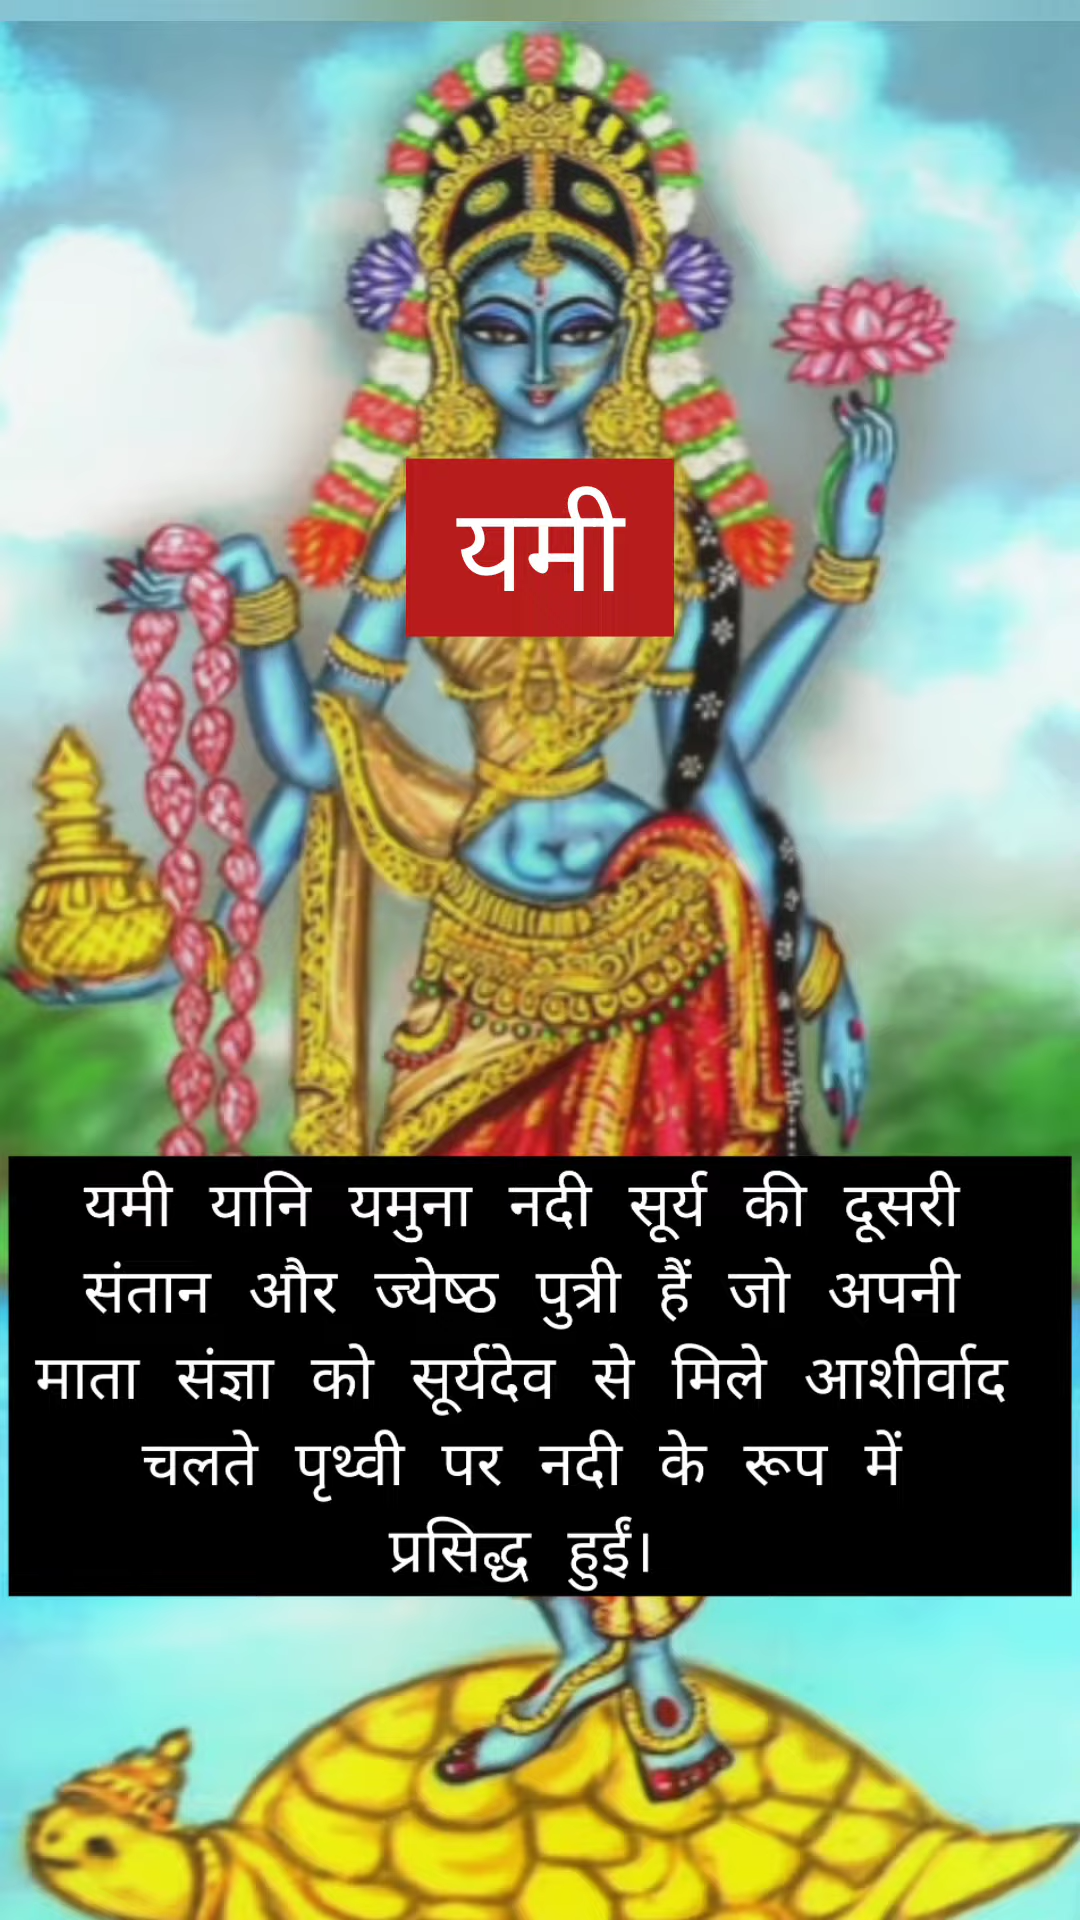 यमी
यमी यानि यमुना नदी सूर्य की दूसरी
संतान और ज्येष्ठ पुत्री हैं जो अपनी
माता संज्ञा को सूर्यदेव से मिले आशीर्वाद
चलते पृथ्वी पर नदी के रूप में
प्रसिद्ध हुईं।